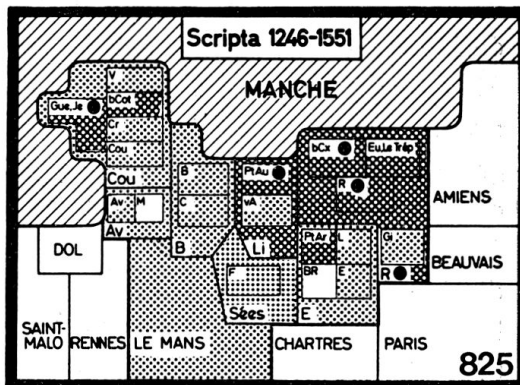 Scripta 1246-1551
MANCHE
V
Gue, Je
bCot
Cr
Cou
Cou
Av
M
Av
B
C
B
PtAu
vA
Li
F
Sées
bCx
Eu, Le Trép
R
PtAr
L
BR
E
E
Gi
R
AMIENS
BEAUVAIS
DOL
SAINT-
MALO
RENNES
LE MANS
CHARTRES
PARIS
825